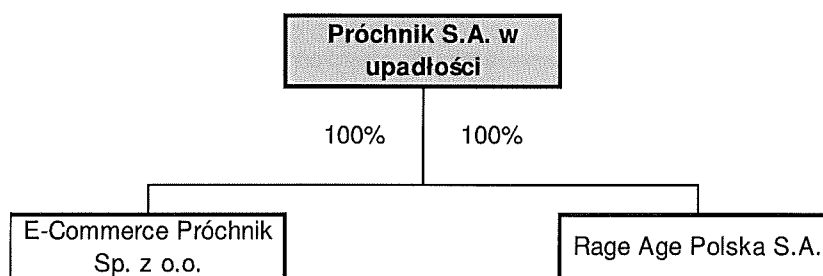 Próchnik S.A. w
upadłości
100%
100%
E-Commerce Próchnik
Sp. z o.o.
Rage Age Polska S.A.